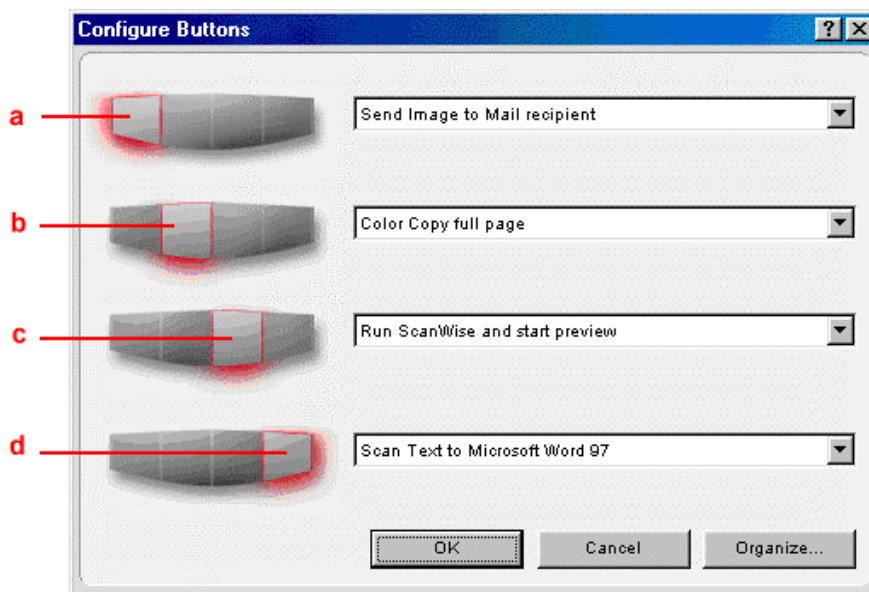 Configure Buttons
a
Send Image to Mail recipient
b
Color Copy full page
c
Run ScanWise and start preview
d
Scan Text to Microsoft Word 97
OK Cancel Organize...